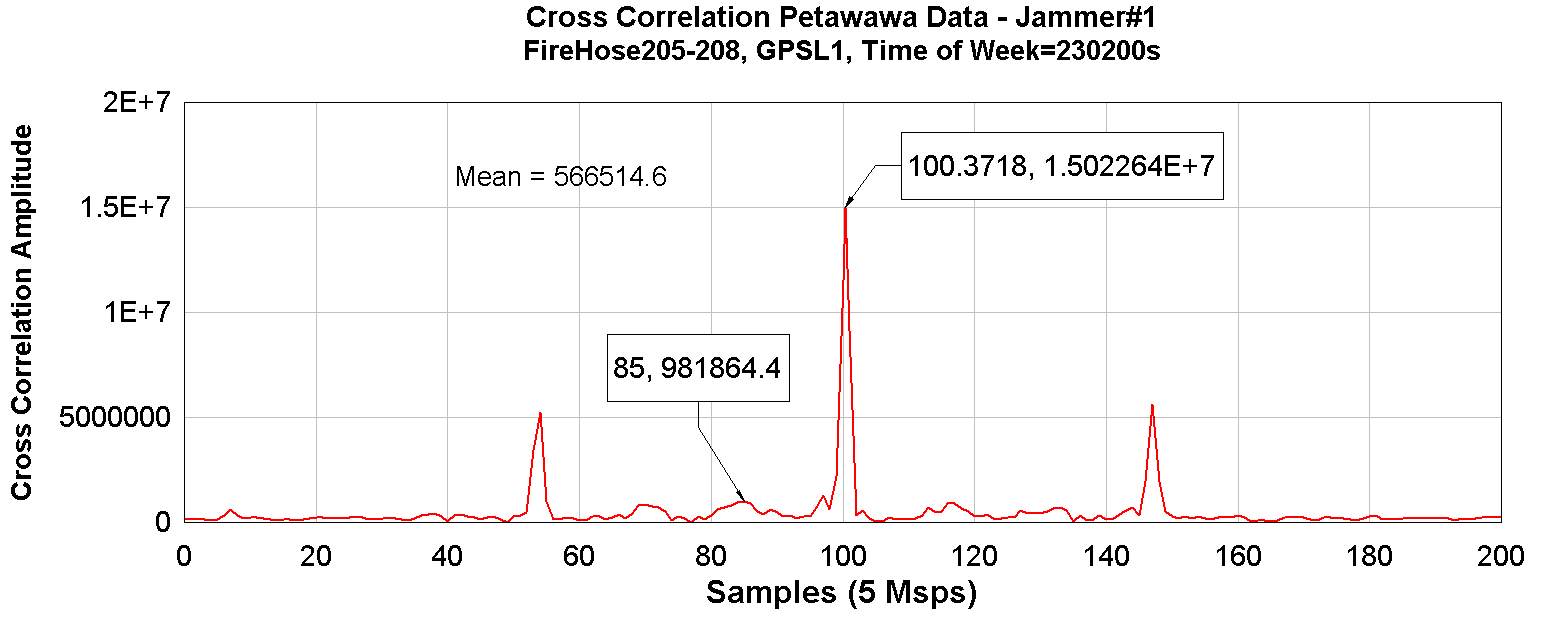 Cross Correlation Petawawa Data - Jammer#1
FireHose205-208, GPSL1, Time of Week=230200s
Cross Correlation Amplitude
2E+7
1.5E+7
1E+7
5000000
0
Mean = 566514.6
100.3718, 1.502264E+7
85, 981864.4
0 20 40 60 80 100 120 140 160 180 200
Samples (5 Msps)